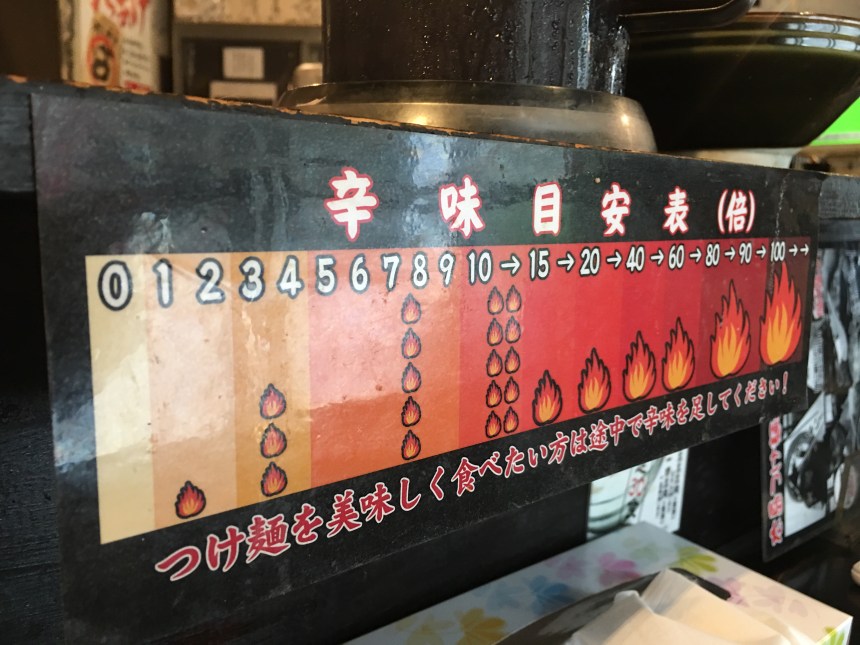 辛味目安表(倍)
0 1 2 3 4 5 6 7 8 9 10→15→20→40→60→80→90→100→→
つけ麺を美味しく食べたい方は途中で辛味を足してください!